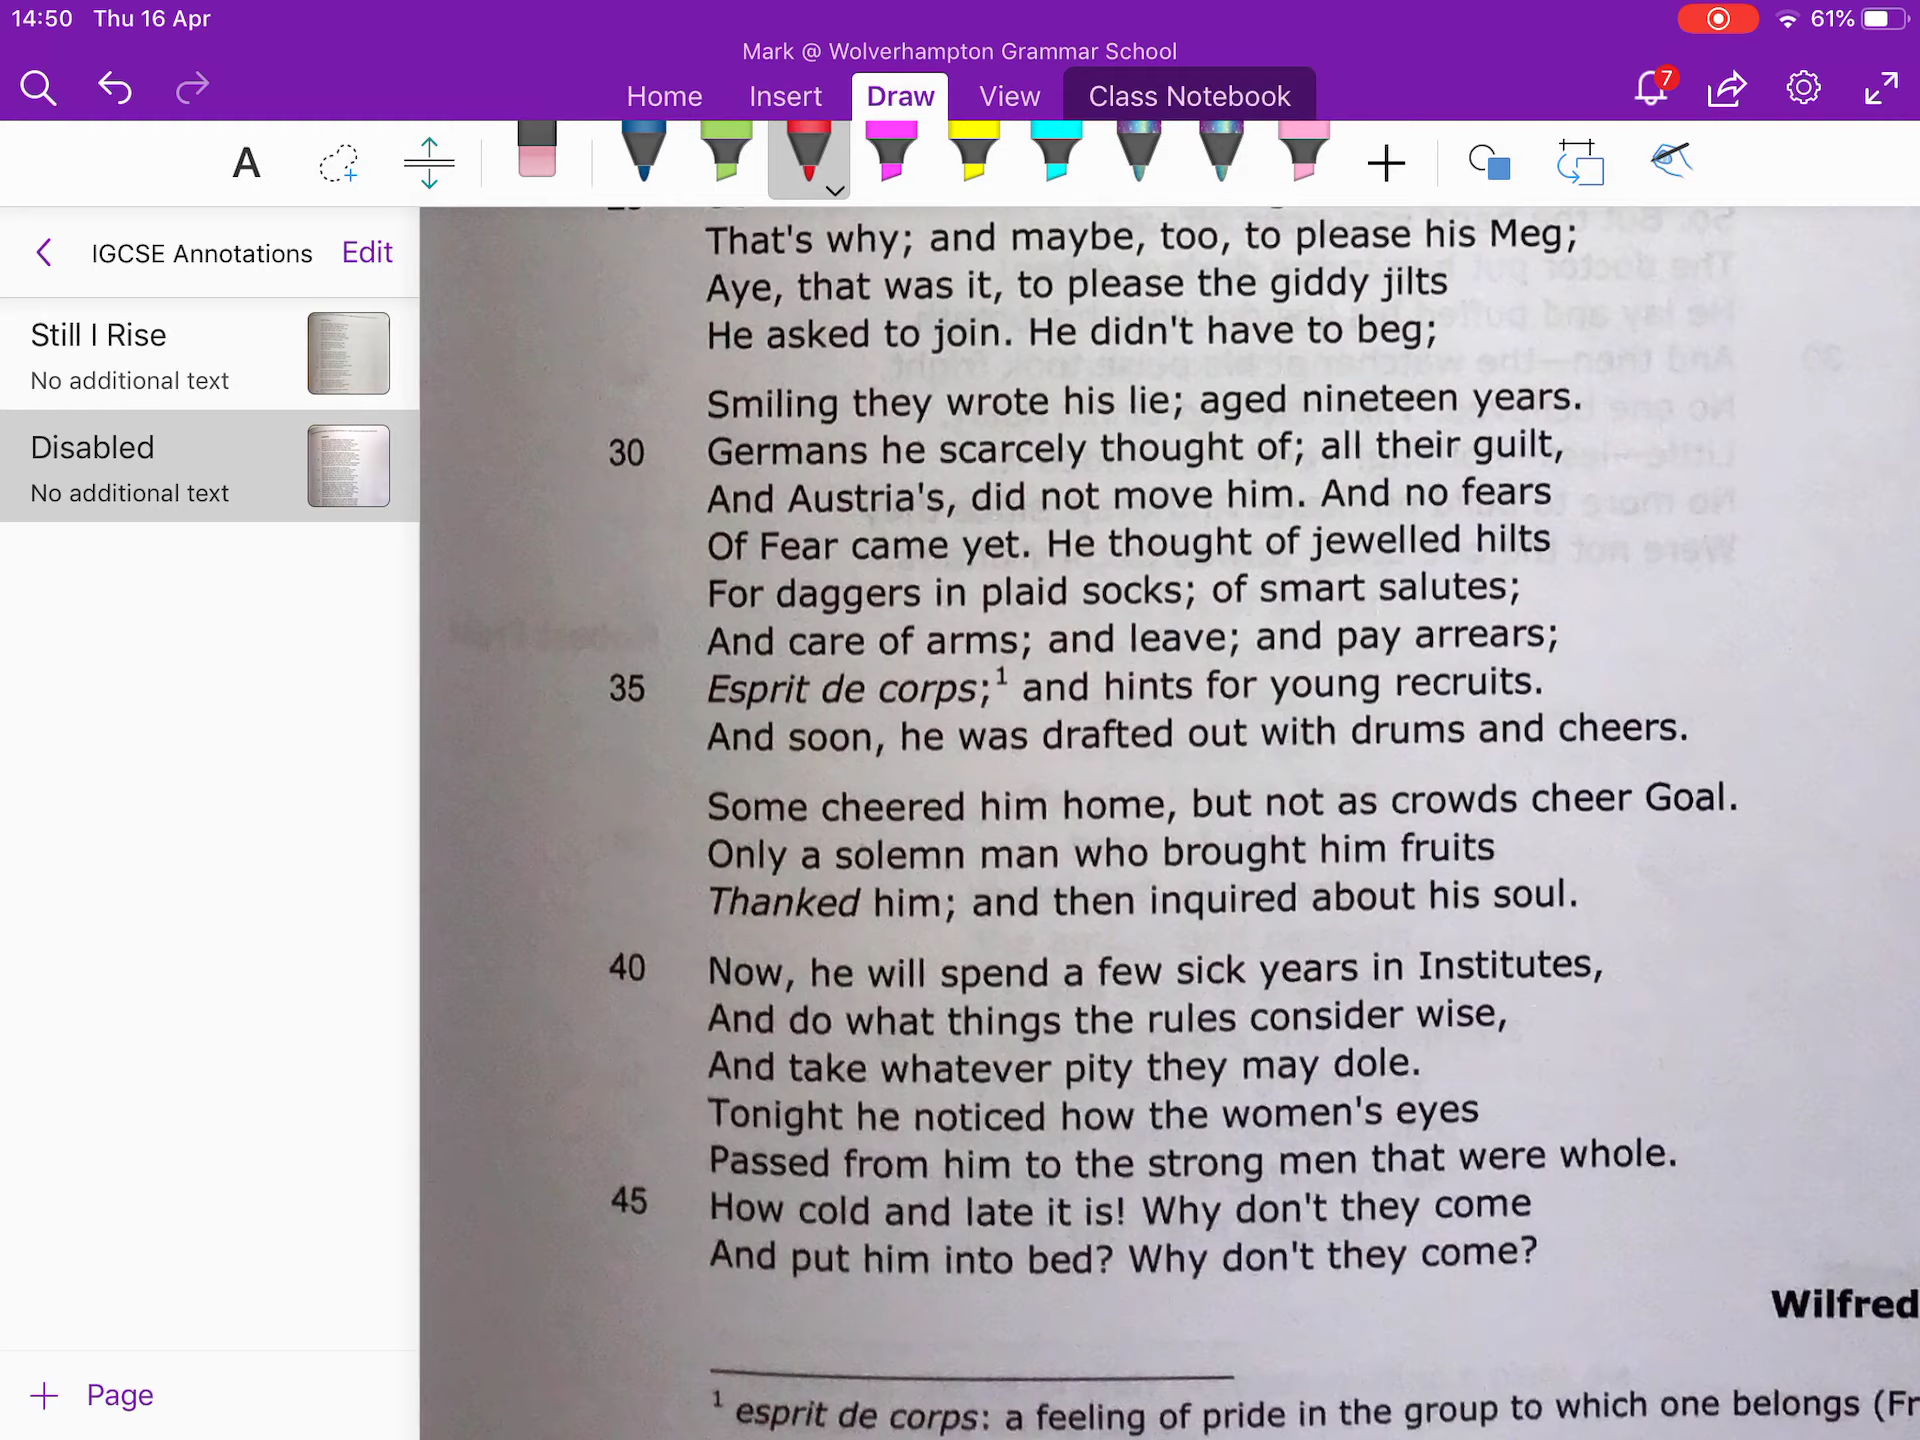 14:50 Thu 16 Apr
61%
Mark @ Wolverhampton Grammar School
Home Insert Draw View Class Notebook
7
A
IGCSE Annotations Edit
Still I Rise
No additional text
Disabled
No additional text
+ Page
That's why; and maybe, too, to please his Meg;
Aye, that was it, to please the giddy jilts
He asked to join. He didn't have to beg;
Smiling they wrote his lie; aged nineteen years.
30 Germans he scarcely thought of; all their guilt,
And Austria's, did not move him. And no fears
Of Fear came yet. He thought of jewelled hilts
For daggers in plaid socks; of smart salutes;
And care of arms; and leave; and pay arrears;
35 Esprit de corps;¹ and hints for young recruits.
And soon, he was drafted out with drums and cheers.
Some cheered him home, but not as crowds cheer Goal.
Only a solemn man who brought him fruits
Thanked him; and then inquired about his soul.
40 Now, he will spend a few sick years in Institutes,
And do what things the rules consider wise,
And take whatever pity they may dole.
Tonight he noticed how the women's eyes
Passed from him to the strong men that were whole.
45 How cold and late it is! Why don't they come
And put him into bed? Why don't they come?
Wilfred
¹ esprit de corps: a feeling of pride in the group to which one belongs (Fr